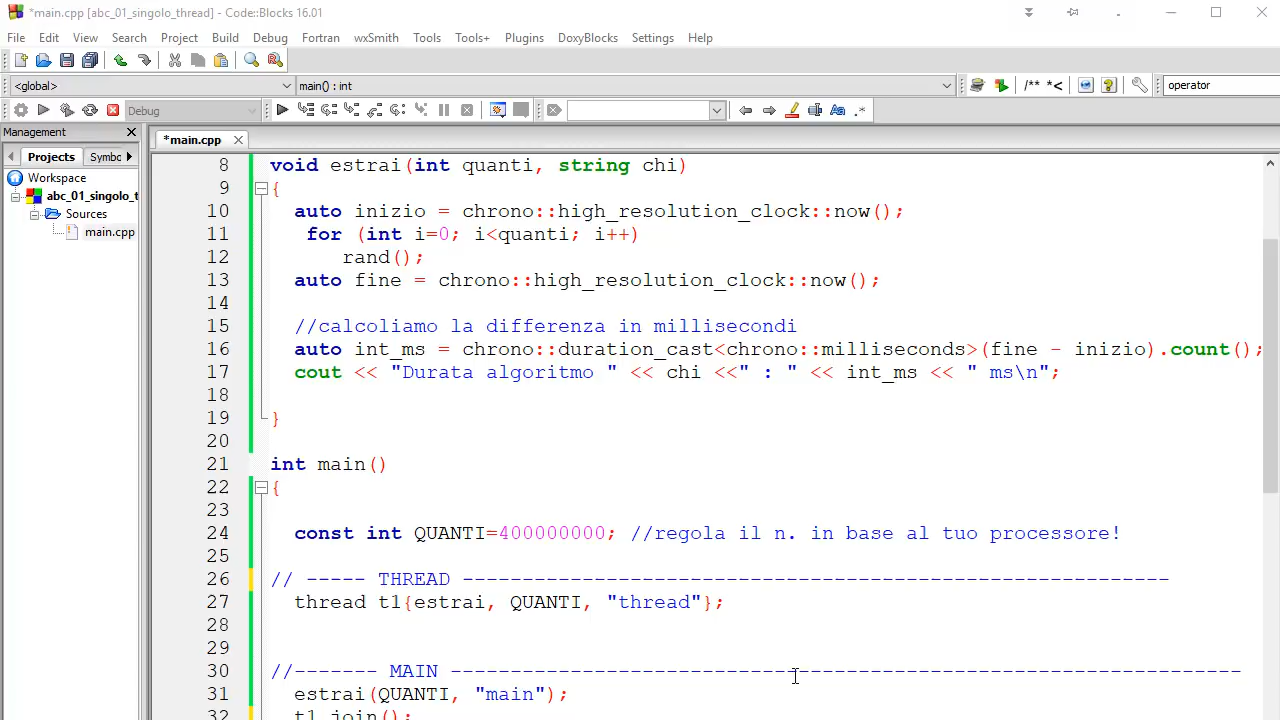 *main.cpp [abc_01_singolo_thread] - Code::Blocks 16.01
File Edit View Search Project Build Debug Fortran wxSmith Tools Tools+ Plugins DoxyBlocks Settings Help
<global> main() : int /** *< operator
Debug Aa .*
Management
*main.cpp
Projects Symbo
Workspace
abc_01_singolo_t
Sources
main.cpp
8 void estrai(int quanti, string chi)
9 {
10 auto inizio = chrono::high_resolution_clock::now();
11 for (int i=0; i<quanti; i++)
12 rand();
13 auto fine = chrono::high_resolution_clock::now();
14
15 //calcoliamo la differenza in millisecondi
16 auto int_ms = chrono::duration_cast<chrono::milliseconds>(fine - inizio).count();
17 cout << "Durata algoritmo " << chi <<" : " << int_ms << " ms\n";
18
19 }
20
21 int main()
22 {
23
24 const int QUANTI=400000000; //regola il n. in base al tuo processore!
25
26 // ----- THREAD -----------------------------------------------------------
27 thread t1{estrai, QUANTI, "thread"};
28
29
30 //------- MAIN ------------------------------------------------------------------
31 estrai(QUANTI, "main");
32 t1.join();